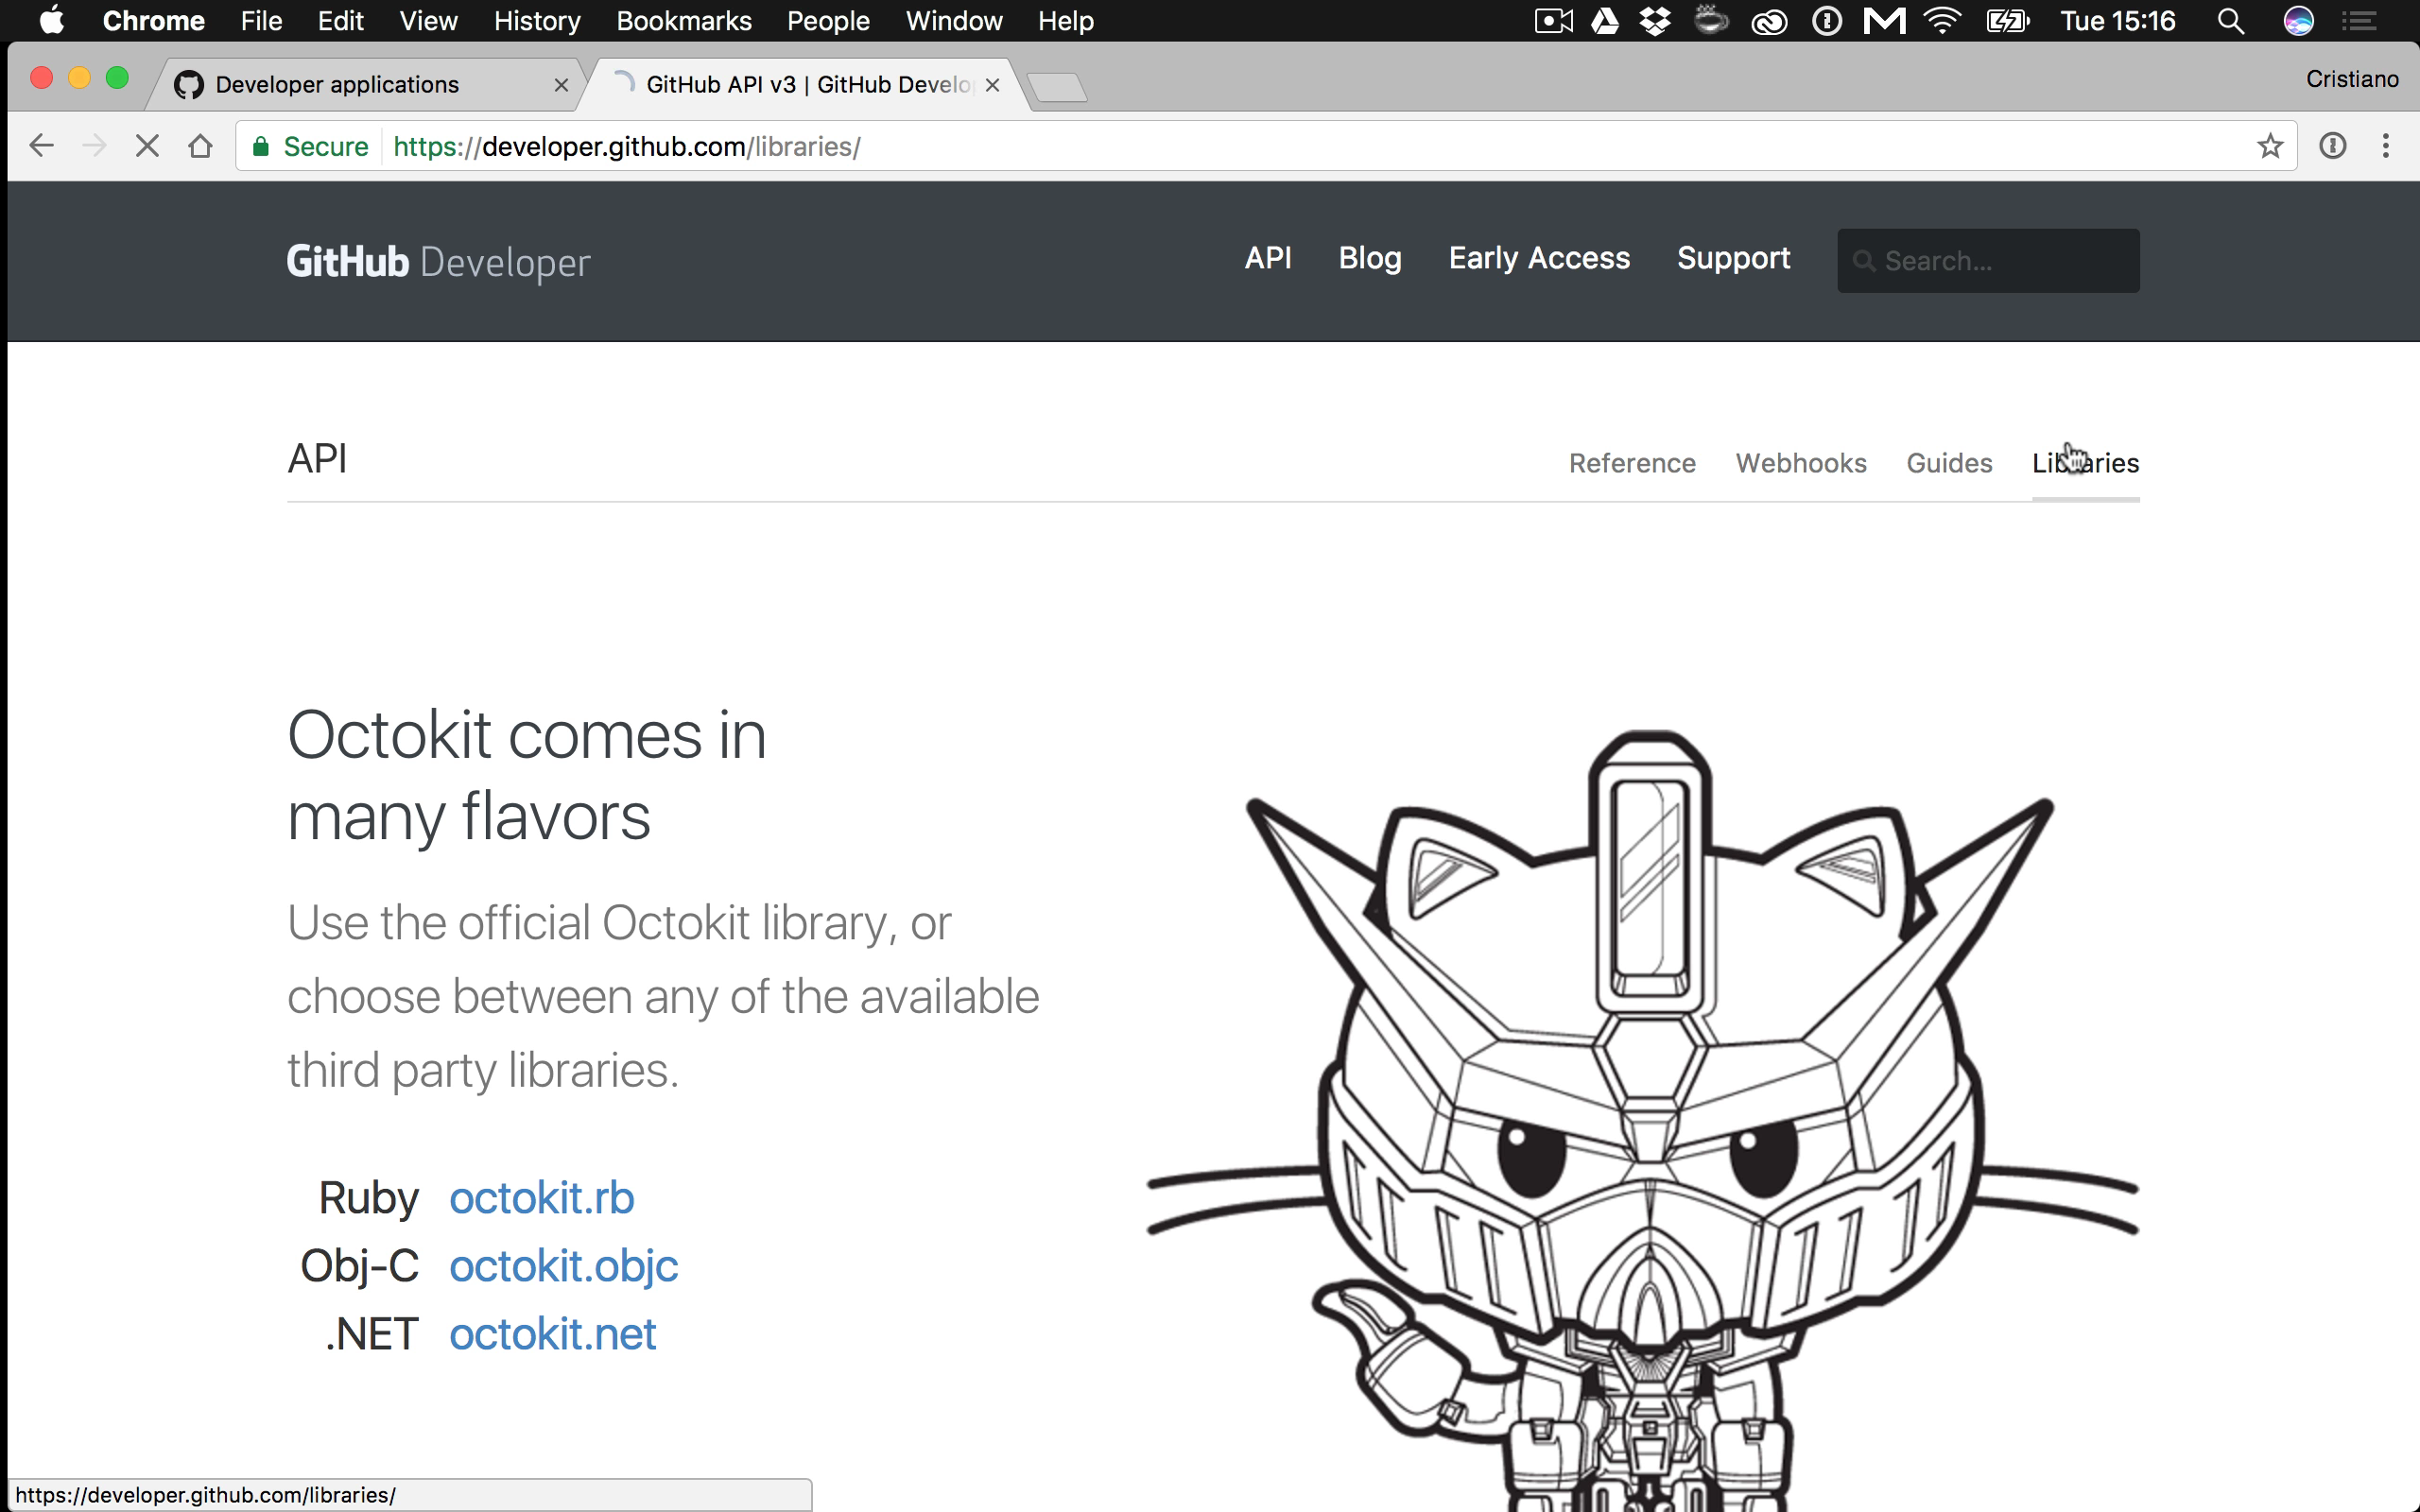 Chrome File Edit View History Bookmarks People Window Help Tue 15:16
Developer applications GitHub API v3 | GitHub Develo Cristiano
Secure https://developer.github.com/libraries/
GitHub Developer API Blog Early Access Support Search...
API Reference Webhooks Guides Libraries
Octokit comes in
many flavors
Use the official Octokit library, or
choose between any of the available
third party libraries.
Ruby octokit.rb
Obj-C octokit.objc
.NET octokit.net
https://developer.github.com/libraries/